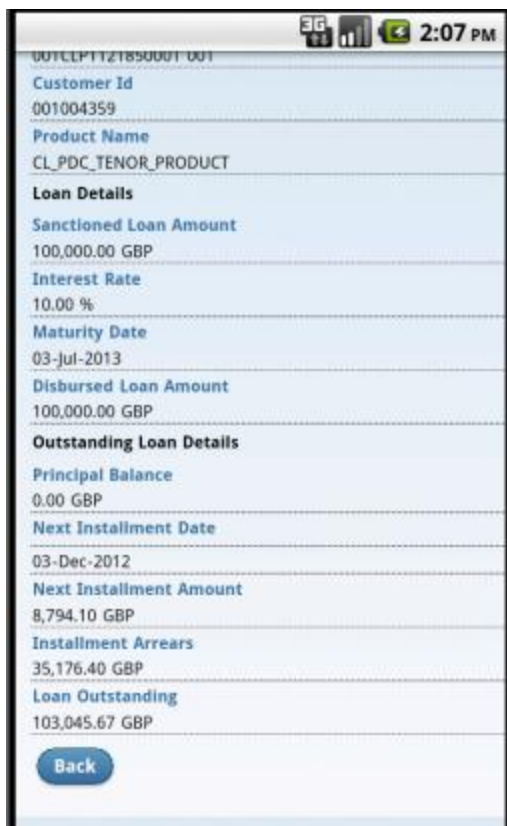 3G 2:07 PM
001CLP1121850001 001
Customer Id
001004359
Product Name
CL_PDC_TENOR_PRODUCT
Loan Details
Sanctioned Loan Amount
100,000.00 GBP
Interest Rate
10.00 %
Maturity Date
03-Jul-2013
Disbursed Loan Amount
100,000.00 GBP
Outstanding Loan Details
Principal Balance
0.00 GBP
Next Installment Date
03-Dec-2012
Next Installment Amount
8,794.10 GBP
Installment Arrears
35,176.40 GBP
Loan Outstanding
103,045.67 GBP
Back